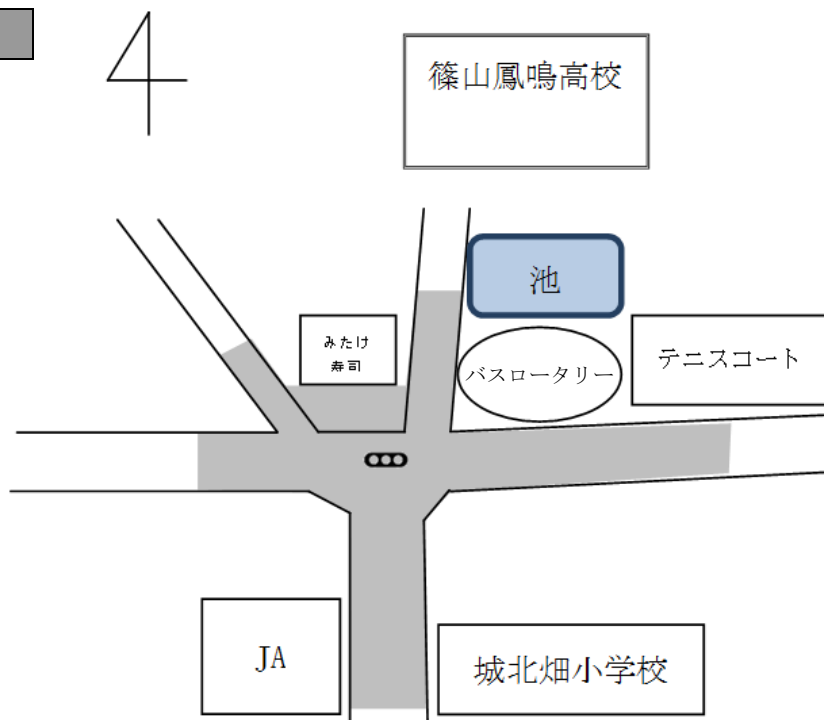 篠山鳳鳴高校
池
みたけ
寿司
バスロータリー
テニスコート
JA
城北畑小学校